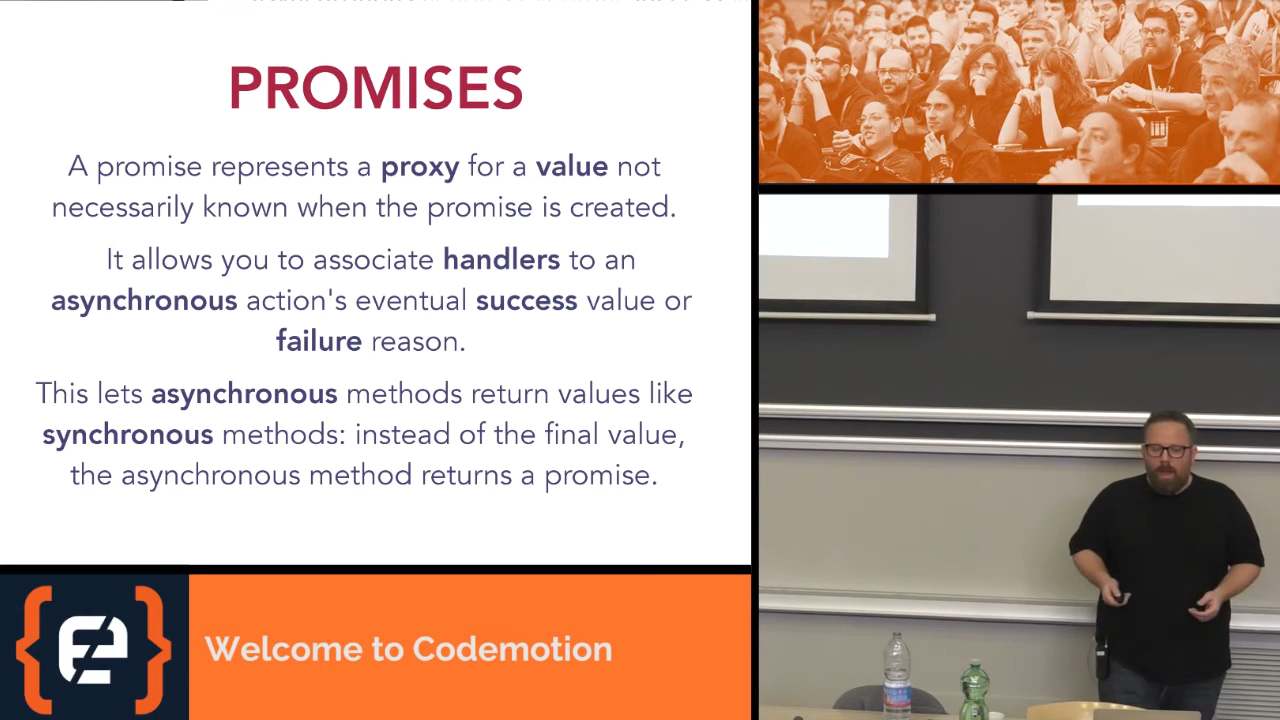 PROMISES
A promise represents a proxy for a value not
necessarily known when the promise is created.
It allows you to associate handlers to an
asynchronous action's eventual success value or
failure reason.
This lets asynchronous methods return values like
synchronous methods: instead of the final value,
the asynchronous method returns a promise.
Welcome to Codemotion